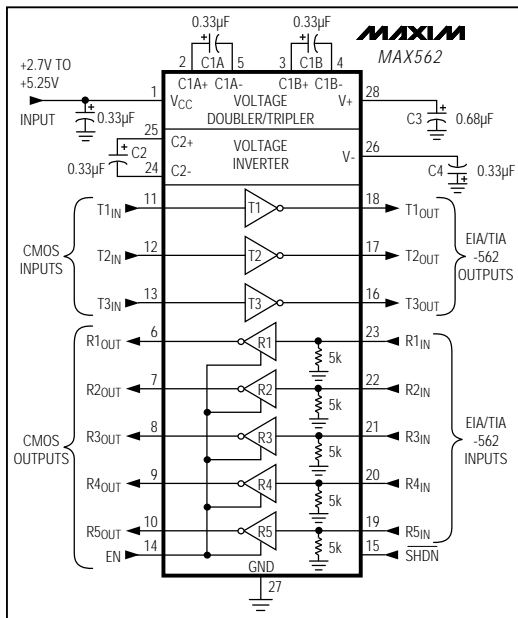 0.33µF 0.33µF
MAXIM
MAX562
2 C1A 5 3 C1B 4
+2.7V TO
+5.25V
INPUT
0.33µF
1
C1A+ C1A- C1B+ C1B-
VCC VOLTAGE DOUBLER/TRIPLER V+
28
C3 0.68µF
25
C2+
C2
0.33µF
24
C2-
VOLTAGE INVERTER
V-
26
C4 0.33µF
T1IN 11 T1 18 T1OUT
CMOS INPUTS
T2IN 12 T2 17 T2OUT
EIA/TIA -562 OUTPUTS
T3IN 13 T3 16 T3OUT
R1OUT 6 R1 23 R1IN
5k
R2OUT 7 R2 22 R2IN
5k
CMOS OUTPUTS
R3OUT 8 R3 21 R3IN
5k
EIA/TIA -562 INPUTS
R4OUT 9 R4 20 R4IN
5k
R5OUT 10 R5 19 R5IN
5k
EN 14 15 SHDN
GND
27